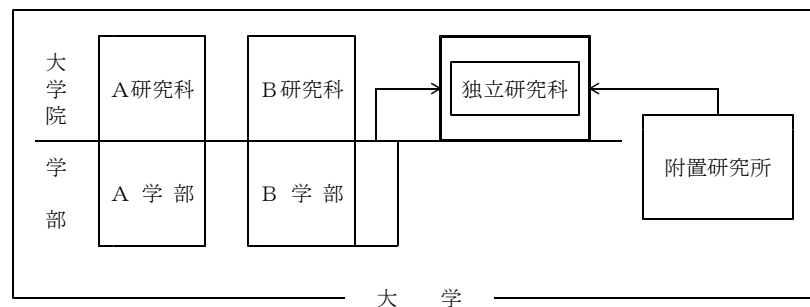 大学院
A研究科
B研究科
独立研究科
学部
A 学 部
B 学 部
附置研究所
大 学